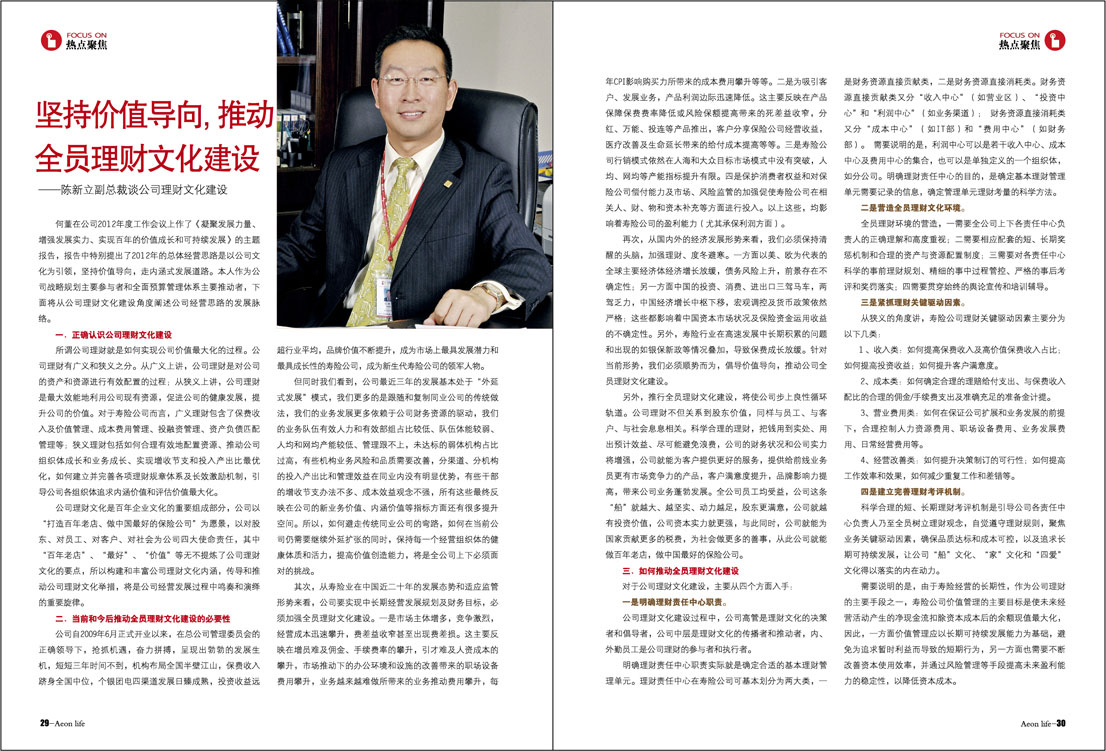 FOCUS ON
热点聚焦
坚持价值导向, 推动
全员理财文化建设
——陈新立副总裁谈公司理财文化建设
何董在公司2012年度工作会议上作了《凝聚发展力量、
增强发展实力、实现百年的价值成长和可持续发展》的主题
报告，报告中特别提出了2012年的总体经营思路是以公司文
化为引领，坚持价值导向，走内涵式发展道路。本人作为公
司战略规划主要参与者和全面预算管理体系主要推动者，下
面将从公司理财文化建设角度阐述公司经营思路的发展脉
络。
一、正确认识公司理财文化建设
所谓公司理财就是如何实现公司价值最大化的过程。公
司理财有广义和狭义之分。从广义上讲，公司理财是对公司
的资产和资源进行有效配置的过程；从狭义上讲，公司理财
是最大效能地利用公司现有资源，促进公司的健康发展，提
升公司的价值。对于寿险公司而言，广义理财包含了保费收
入及价值管理、成本费用管理、投融资管理、资产负债匹配
管理等；狭义理财包括如何合理有效地配置资源、推动公司
组织体成长和业务成长、实现增收节支和投入产出比最优
化，如何建立并完善各项理财规章体系及长效激励机制，引
导公司各组织体追求内涵价值和评估价值最大化。
公司理财文化是百年企业文化的重要组成部分，公司以
“打造百年老店、做中国最好的保险公司”为愿景，以对股
东、对员工、对客户、对社会为公司四大使命责任，其中
“百年老店”、“最好”、“价值”等无不提炼了公司理财
文化的要点，所以构建和丰富公司理财文化内涵，传导和推
动公司理财文化举措，将是公司经营发展过程中鸣奏和演绎
的重要旋律。
二、当前和今后推动全员理财文化建设的必要性
公司自2009年6月正式开业以来，在总公司管理委员会的
正确领导下，抢抓机遇，奋力拼搏，呈现出勃勃的发展生
机，短短三年时间不到，机构布局全国半壁江山，保费收入
跻身全国中位，个银团电四渠道发展日臻成熟，投资收益远
超行业平均，品牌价值不断提升，成为市场上最具发展潜力和
最具成长性的寿险公司，成为新生代寿险公司的领军人物。
但同时我们看到，公司最近三年的发展基本处于“外延
式发展”模式，我们更多的是跟随和复制同业公司的传统做
法，我们的业务发展更多依赖于公司财务资源的驱动，我们
的业务队伍有效人力和有效部组占比较低、队伍体能较弱、
人均和网均产能较低、管理跟不上，未达标的弱体机构占比
过高，有些机构业务风险和品质需要改善，分渠道、分机构
的投入产出比和管理效益在同业内没有明显优势，有些干部
的增收节支办法不多、成本效益观念不强，所有这些最终反
映在公司的新业务价值、内涵价值等指标方面还有很多提升
空间。所以，如何避走传统同业公司的弯路，如何在当前公
司仍需要继续外延扩张的同时，保持每一个经营组织体的健
康体质和活力，提高价值创造能力，将是全公司上下必须面
对的挑战。
其次，从寿险业在中国近二十年的发展态势和适应监管
形势来看，公司要实现中长期经营发展规划及财务目标，必
须加强全员理财文化建设。一是市场主体增多，竞争激烈，
经营成本迅速攀升，费差益收窄甚至出现费差损。这主要反
映在增员难及佣金、手续费率的攀升，引才难及人资成本的
攀升，市场推动下的办公环境和设施的改善带来的职场设备
费用攀升，业务越来越难做所带来的业务推动费用攀升，每
29-Aeon life
FOCUS ON
热点聚焦
年CPI影响购买力所带来的成本费用攀升等等。二是为吸引客
户、发展业务，产品利润边际迅速降低。这主要反映在产品
保障保费费率降低或风险保额提高带来的死差益收窄，分
红、万能、投连等产品推出，客户分享保险公司经营收益，
医疗改善及生命延长带来的给付成本提高等等。三是寿险公
司行销模式依然在人海和大众目标市场模式中没有突破，人
均、网均等产能指标提升有限。四是保护消费者权益和对保
险公司偿付能力及市场、风险监管的加强促使寿险公司在相
关人、财、物和资本补充等方面进行投入。以上这些，均影
响着寿险公司的盈利能力（尤其承保利润方面）。
再次，从国内外的经济发展形势来看，我们必须保持清
醒的头脑，加强理财、度冬避寒。一方面以美、欧为代表的
全球主要经济体经济增长放缓，债务风险上升，前景存在不
确定性；另一方面中国的投资、消费、进出口三驾马车，两
驾乏力，中国经济增长中枢下移，宏观调控及货币政策依然
严格；这些都影响着中国资本市场状况及保险资金运用收益
的不确定性。另外，寿险行业在高速发展中长期积累的问题
和出现的如银保新政等情况叠加，导致保费成长放缓。针对
当前形势，我们必须顺势而为，倡导价值导向，推动公司全
员理财文化建设。
另外，推行全员理财文化建设，将使公司步上良性循环
轨道。公司理财不但关系到股东价值，同样与员工、与客
户、与社会息息相关。科学合理的理财，把钱用到实处、用
出预计效益、尽可能避免浪费，公司的财务状况和公司实力
将增强，公司就能为客户提供更好的服务，提供给前线业务
员更有市场竞争力的产品，客户满意度提升，品牌影响力提
高，带来公司业务蓬勃发展。全公司员工均受益，公司这条
“船”就越大、越坚实、动力越足，股东更满意，公司就越
有投资价值，公司资本实力就更强，与此同时，公司就能为
国家贡献更多的税费，为社会做更多的善事，从此公司就能
做百年老店，做中国最好的保险公司。
三、如何推动全员理财文化建设
对于公司理财文化建设，主要从四个方面入手：
一是明确理财责任中心职责。
公司理财文化建设过程中，公司高管是理财文化的决策
者和倡导者，公司中层是理财文化的传播者和推动者，内、
外勤员工是公司理财的参与者和执行者。
明确理财责任中心职责实际就是确定合适的基本理财管
理单元。理财责任中心在寿险公司可基本划分为两大类，一
是财务资源直接贡献类，二是财务资源直接消耗类。财务资
源直接贡献类又分“收入中心”（如营业区）、“投资中
心”和“利润中心”（如业务渠道）； 财务资源直接消耗类
又分“成本中心”（如IT部）和“费用中心”（如财务
部）。 需要说明的是，利润中心可以是若干收入中心、成本
中心及费用中心的集合，也可以是单独定义的一个组织体，
如分公司。明确理财责任中心的目的，是确定基本理财管理
单元需要记录的信息，确定管理单元理财考量的科学方法。
二是营造全员理财文化环境。
全员理财环境的营造，一需要全公司上下各责任中心负
责人的正确理解和高度重视；二需要相应配套的短、长期奖
惩机制和合理的资产与资源配置制度；三需要对各责任中心
科学的事前理财规划、精细的事中过程管控、严格的事后考
评和奖罚落实；四需要贯穿始终的舆论宣传和培训辅导。
三是紧抓理财关键驱动因素。
从狭义的角度讲，寿险公司理财关键驱动因素主要分为
以下几类：
1、收入类：如何提高保费收入及高价值保费收入占比；
如何提高投资收益；如何提升客户满意度。
2、成本类：如何确定合理的理赔给付支出、与保费收入
配比的合理的佣金/手续费支出及准确充足的准备金计提。
3、营业费用类：如何在保证公司扩展和业务发展的前提
下，合理控制人力资源费用、职场设备费用、业务发展费
用、日常经营费用等。
4、经营改善类：如何提升决策制订的可行性；如何提高
工作效率和效果，如何减少重复工作和差错等。
四是建立完善理财考评机制。
科学合理的短、长期理财考评机制是引导公司各责任中
心负责人乃至全员树立理财观念，自觉遵守理财规则，聚焦
业务关键驱动因素，确保品质达标和成本可控，以及追求长
期可持续发展，让公司“船”文化、“家”文化和“四爱”
文化得以落实的内在动力。
需要说明的是，由于寿险经营的长期性，作为公司理财
的主要手段之一，寿险公司价值管理的主要目标是使未来经
营活动产生的净现金流扣除资本成本后的余额现值最大化，
因此，一方面价值管理应以长期可持续发展能力为基础，避
免为追求暂时利益而导致的短期行为，另一方面也需要不断
改善资本使用效率，并通过风险管理等手段提高未来盈利能
力的稳定性，以降低资本成本。
Aeon life-30